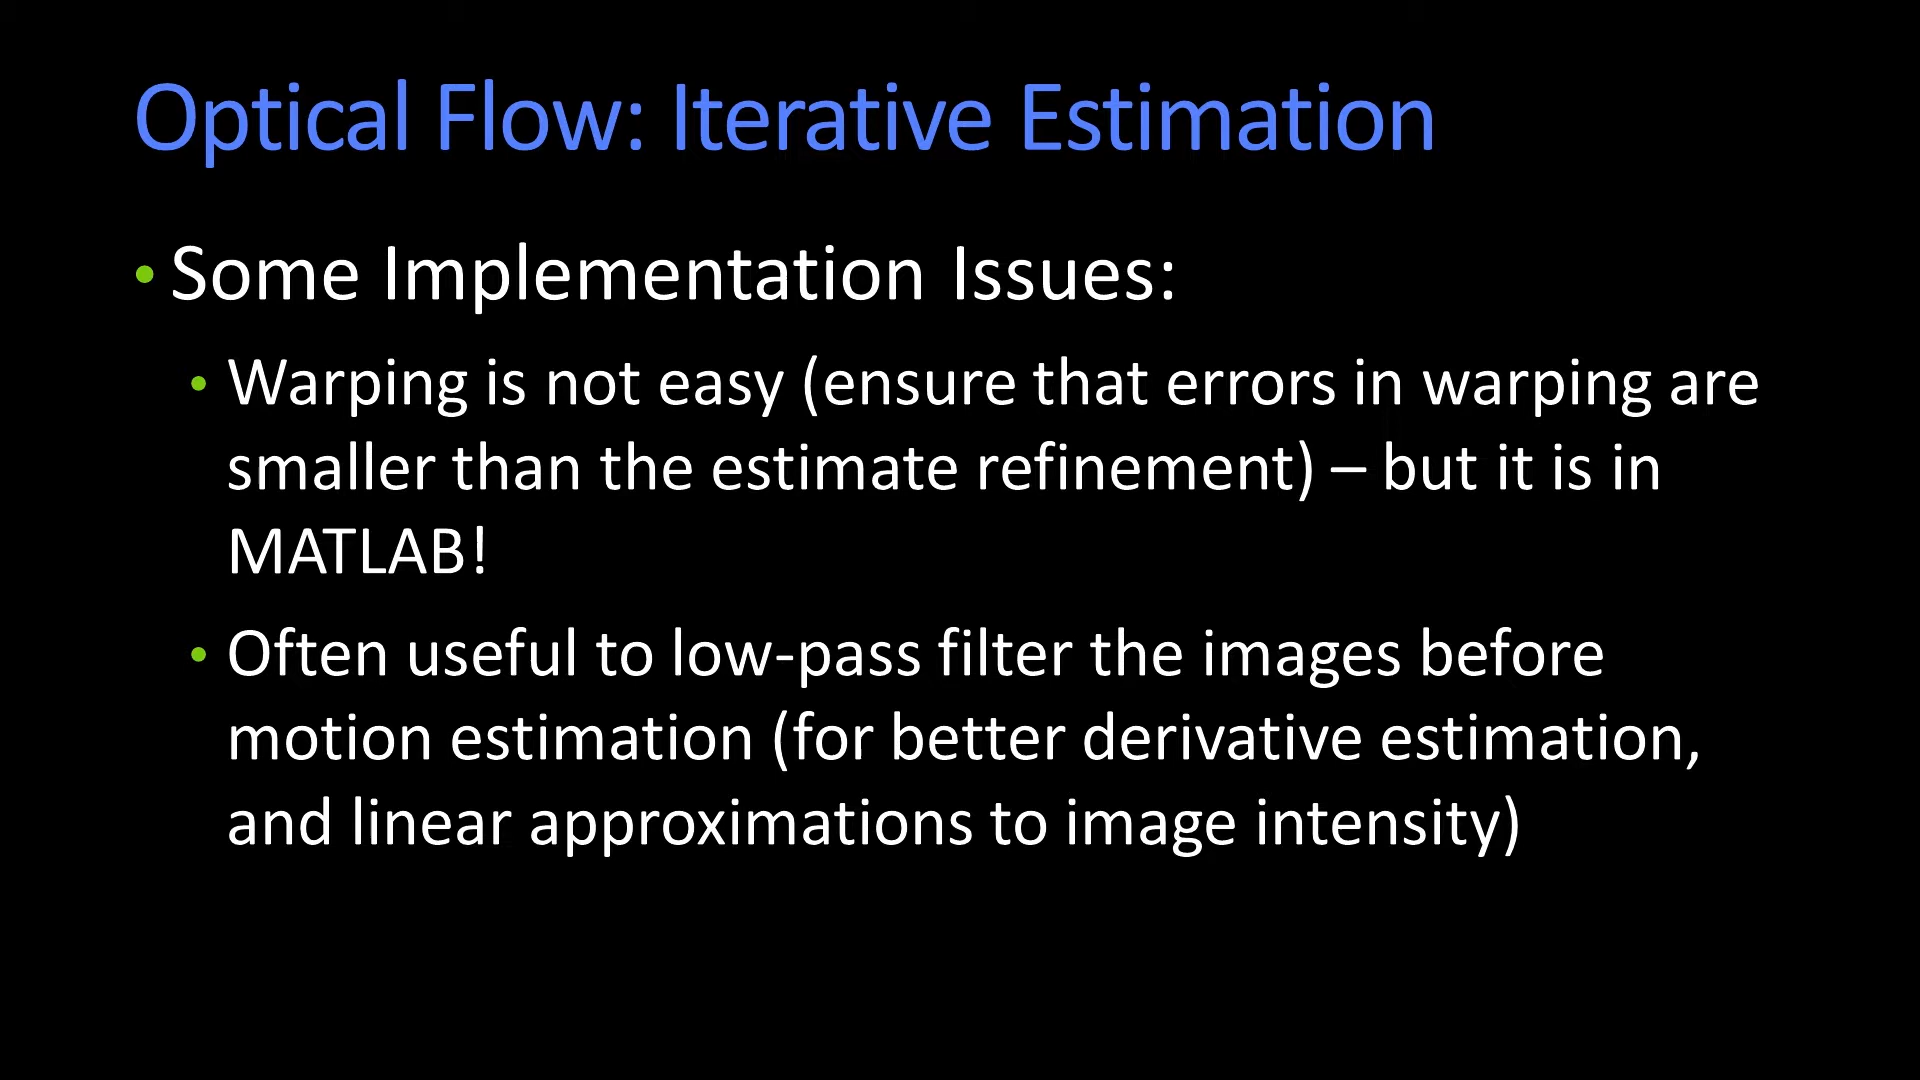 Optical Flow: Iterative Estimation
• Some Implementation Issues:
• Warping is not easy (ensure that errors in warping are
smaller than the estimate refinement) – but it is in
MATLAB!
• Often useful to low-pass filter the images before
motion estimation (for better derivative estimation,
and linear approximations to image intensity)